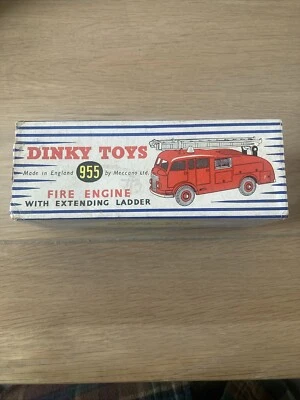 DINKY TOYS
Made in England 955 by Meccano Ltd.
FIRE ENGINE
WITH EXTENDING LADDER